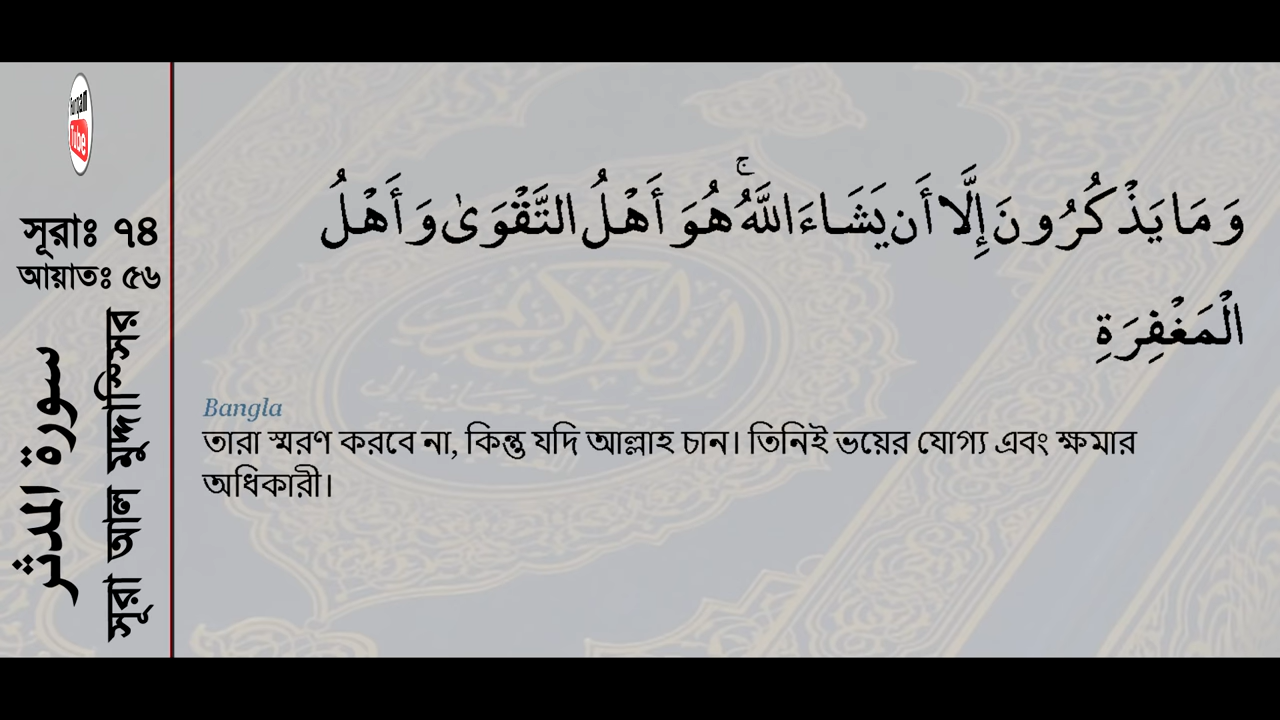 Tube
সূরাঃ ৭৪
আয়াতঃ ৫৬
سورة المدثر
সূরা আল মুদ্দাস্সির
وَمَا يَذْكُرُونَ إِلَّا أَن يَشَاءَ اللَّهُ ۚ هُوَ أَهْلُ التَّقْوَىٰ وَأَهْلُ
الْمَغْفِرَةِ
Bangla
তারা স্মরণ করবে না, কিন্তু যদি আল্লাহ চান। তিনিই ভয়ের যোগ্য এবং ক্ষমার
অধিকারী।